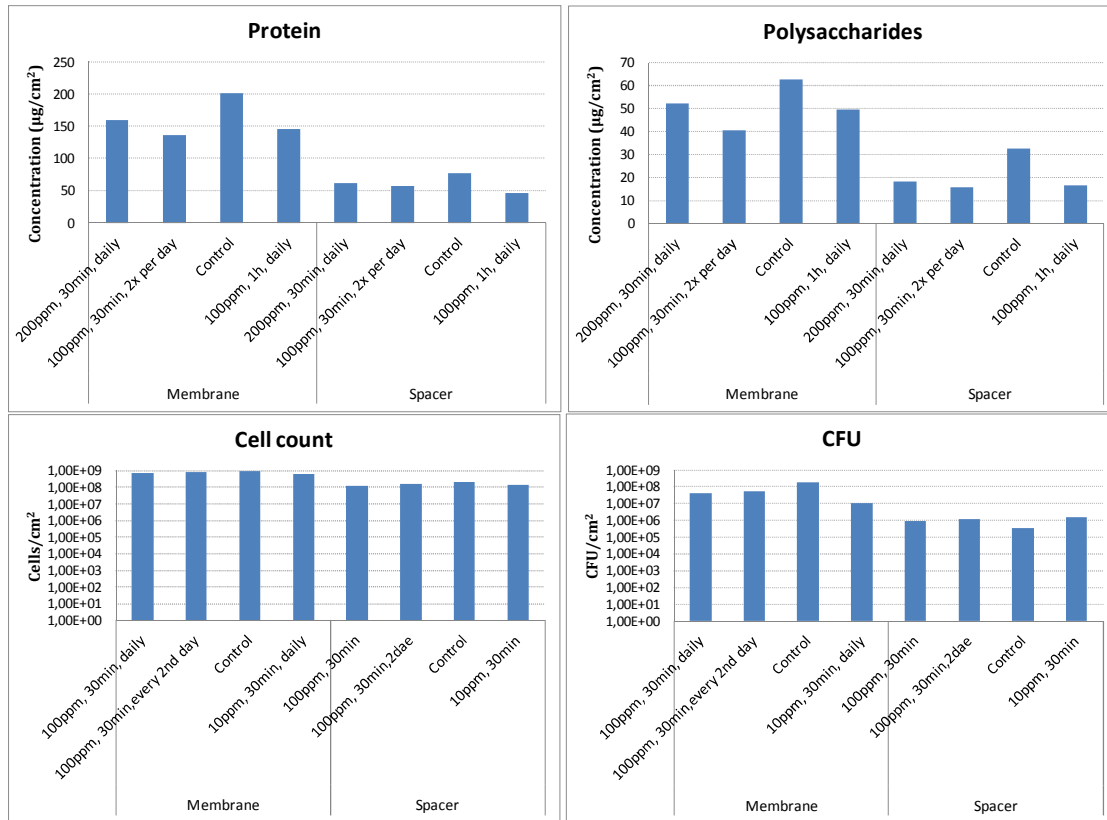 Protein
Concentration (µg/cm²)
250
200
150
100
50
0
200ppm, 30min, daily
100ppm, 30min, 2x per day
Control
100ppm, 1h, daily
200ppm, 30min, daily
100ppm, 30min, 2x per day
Control
100ppm, 1h, daily
Membrane
Spacer
Polysaccharides
Concentration (µg/cm²)
70
60
50
40
30
20
10
0
200ppm, 30min, daily
100ppm, 30min, 2x per day
Control
100ppm, 1h, daily
200ppm, 30min, daily
100ppm, 30min, 2x per day
Control
100ppm, 1h, daily
Membrane
Spacer
Cell count
Cells/cm²
1,00E+09
1,00E+08
1,00E+07
1,00E+06
1,00E+05
1,00E+04
1,00E+03
1,00E+02
1,00E+01
1,00E+00
100ppm, 30min, daily
100ppm, 30min,every 2nd day
Control
10ppm, 30min, daily
100ppm, 30min
100ppm, 30min,2dae
Control
10ppm, 30min
Membrane
Spacer
CFU
CFU/cm²
1,00E+09
1,00E+08
1,00E+07
1,00E+06
1,00E+05
1,00E+04
1,00E+03
1,00E+02
1,00E+01
1,00E+00
100ppm, 30min, daily
100ppm, 30min,every 2nd day
Control
10ppm, 30min, daily
100ppm, 30min
100ppm, 30min,2dae
Control
10ppm, 30min
Membrane
Spacer